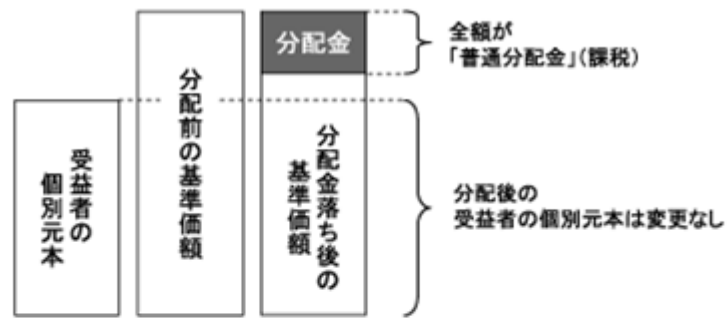 受益者の
個別元本
分配前の基準価額
分配金
分配金落ち後の
基準価額
全額が
「普通分配金」(課税)
分配後の
受益者の個別元本は変更なし